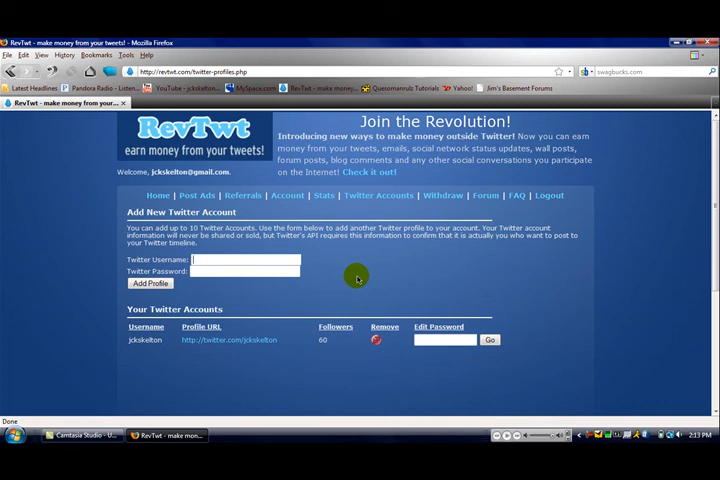 RevTwt - make money from your tweets! - Mozilla Firefox
File Edit View History Bookmarks Tools Help
http://revtwt.com/twitter-profiles.php
swagbucks.com
Latest Headlines Pandora Radio - Listen... YouTube - jckskelton... MySpace.com RevTwt - make money... Quesomanrulz Tutorials Yahoo! Jim's Basement Forums
RevTwt - make money from your...
RevTwt
earn money from your tweets!
Join the Revolution!
Introducing new ways to make money outside Twitter! Now you can earn
money from your tweets, emails, social network status updates, wall posts,
forum posts, blog comments and any other social conversations you participate
on the Internet! Check it out!
Welcome, jckskelton@gmail.com.
Home | Post Ads | Referrals | Account | Stats | Twitter Accounts | Withdraw | Forum | FAQ | Logout
Add New Twitter Account
You can add up to 10 Twitter Accounts. Use the form below to add another Twitter profile to your account. Your Twitter account
information will never be shared or sold, but Twitter's API requires this information to confirm that it is actually you who want to post to
your Twitter timeline.
Twitter Username:
Twitter Password:
Add Profile
Your Twitter Accounts
Username Profile URL Followers Remove Edit Password
jckskelton http://twitter.com/jckskelton 60 Go
Done
Camtasia Studio - U... RevTwt - make mon... 2:13 PM